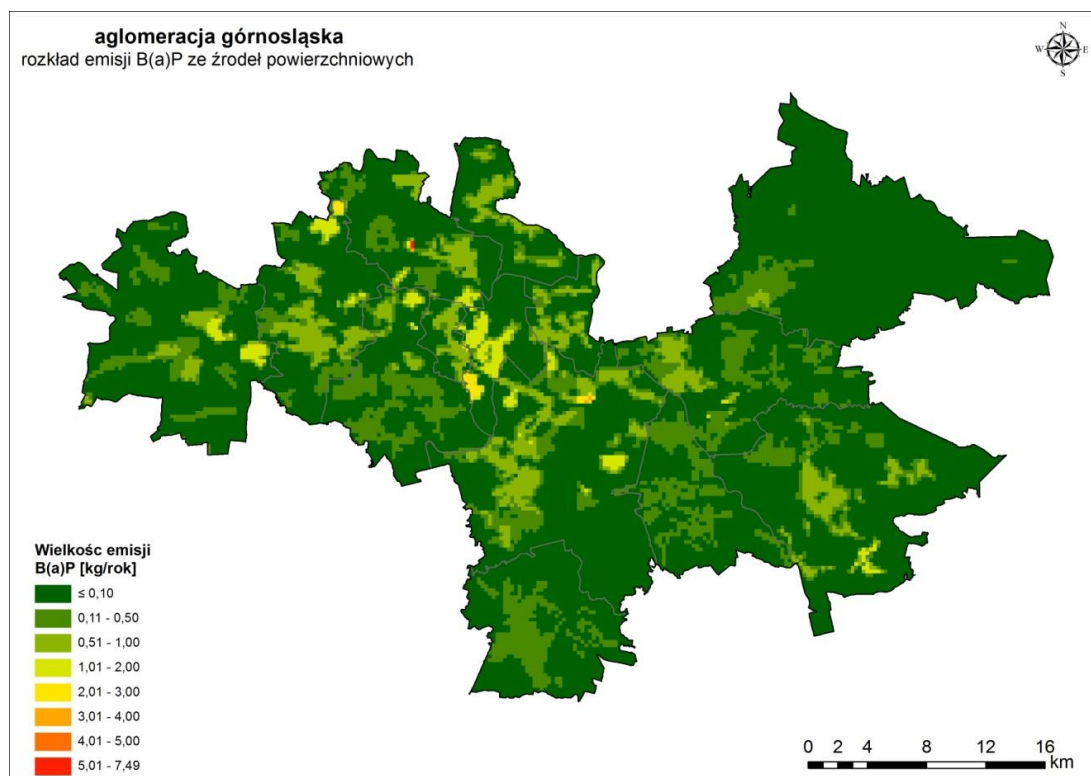 aglomeracja górnosląska
rozkład emisji B(a)P ze źrodeł powierzchniowych
N
W E
S
Wielkośc emisji
B(a)P [kg/rok]
≤ 0,10
0,11 - 0,50
0,51 - 1,00
1,01 - 2,00
2,01 - 3,00
3,01 - 4,00
4,01 - 5,00
5,01 - 7,49
0 2 4 8 12 16
km